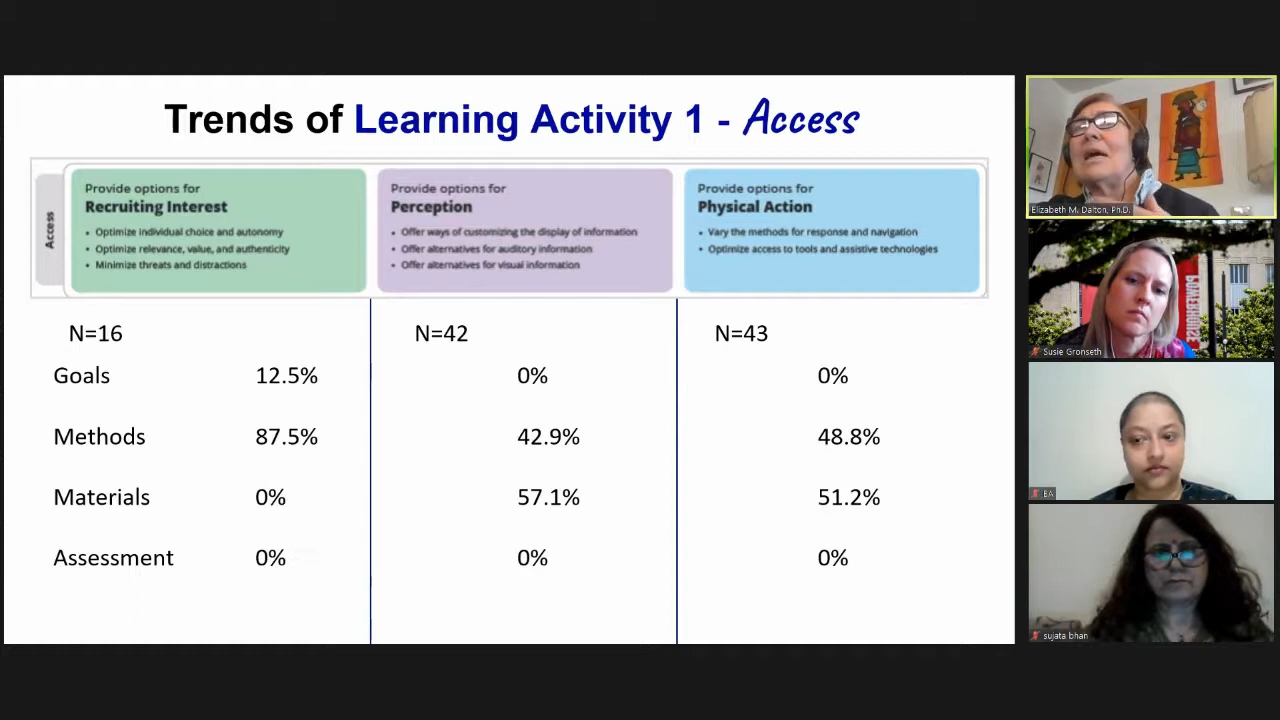 Trends of Learning Activity 1 - Access
Access
Provide options for
Recruiting Interest
• Optimize individual choice and autonomy
• Optimize relevance, value, and authenticity
• Minimize threats and distractions
Provide options for
Perception
• Offer ways of customizing the display of information
• Offer alternatives for auditory information
• Offer alternatives for visual information
Provide options for
Physical Action
• Vary the methods for response and navigation
• Optimize access to tools and assistive technologies
N=16 N=42 N=43
Goals 12.5% 0% 0%
Methods 87.5% 42.9% 48.8%
Materials 0% 57.1% 51.2%
Assessment 0% 0% 0%
Elizabeth M. Dalton, Ph.D.
POWERHOUSE
Susie Gronseth
EA
sujata bhan